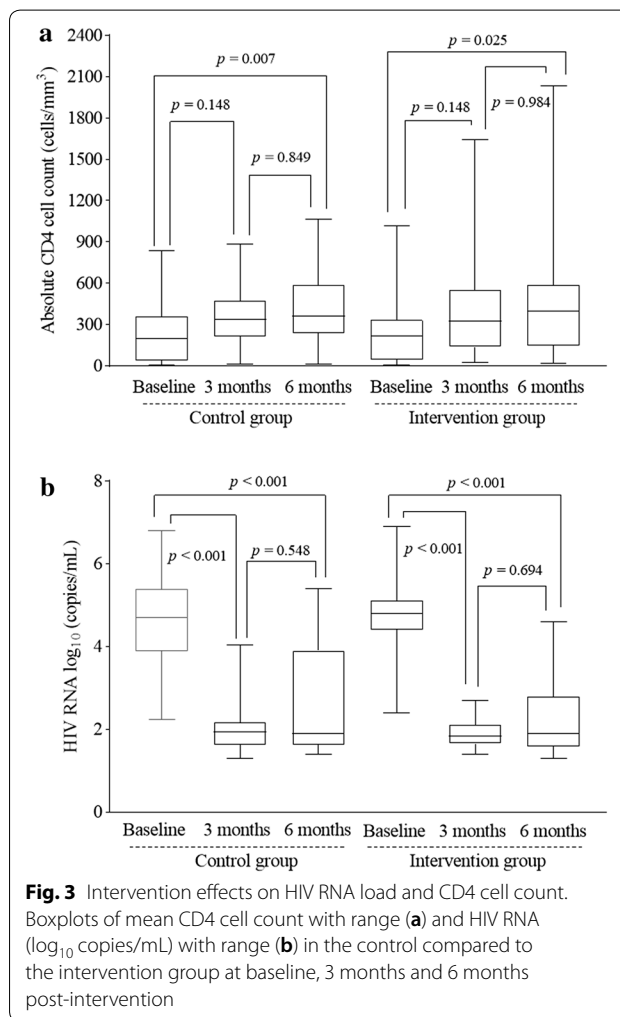 a
2400
2100
1800
1500
1200
900
600
300
0
Absolute CD4 cell count (cells/mm³)
p = 0.007
p = 0.148
p = 0.849
p = 0.025
p = 0.148
p = 0.984
Baseline 3 months 6 months Baseline 3 months 6 months
Control group Intervention group
b
8
6
4
2
0
HIV RNA log₁₀ (copies/mL)
p < 0.001
p < 0.001
p = 0.548
p < 0.001
p < 0.001
p = 0.694
Baseline 3 months 6 months Baseline 3 months 6 months
Control group Intervention group
Fig. 3 Intervention effects on HIV RNA load and CD4 cell count.
Boxplots of mean CD4 cell count with range (a) and HIV RNA
(log₁₀ copies/mL) with range (b) in the control compared to
the intervention group at baseline, 3 months and 6 months
post-intervention